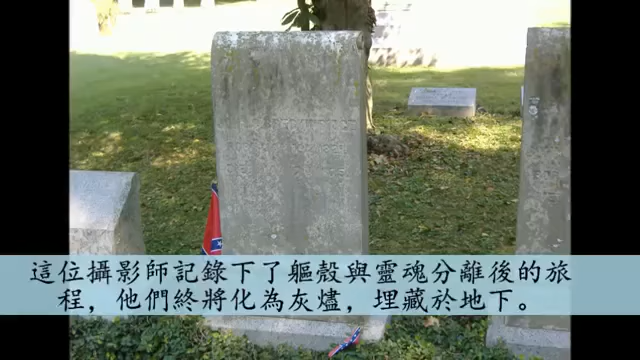 這位攝影師記錄下了軀殼與靈魂分離後的旅
程，他們終將化為灰燼，埋藏於地下。